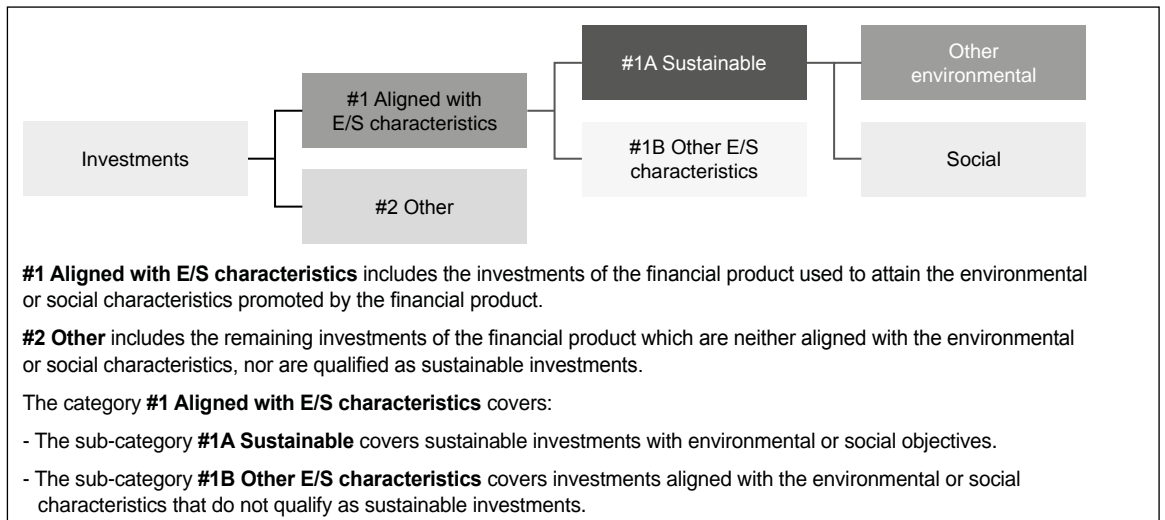 Investments
#1 Aligned with
E/S characteristics
#2 Other
#1A Sustainable
#1B Other E/S
characteristics
Other
environmental
Social
#1 Aligned with E/S characteristics includes the investments of the financial product used to attain the environmental
or social characteristics promoted by the financial product.
#2 Other includes the remaining investments of the financial product which are neither aligned with the environmental
or social characteristics, nor are qualified as sustainable investments.
The category #1 Aligned with E/S characteristics covers:
- The sub-category #1A Sustainable covers sustainable investments with environmental or social objectives.
- The sub-category #1B Other E/S characteristics covers investments aligned with the environmental or social
characteristics that do not qualify as sustainable investments.